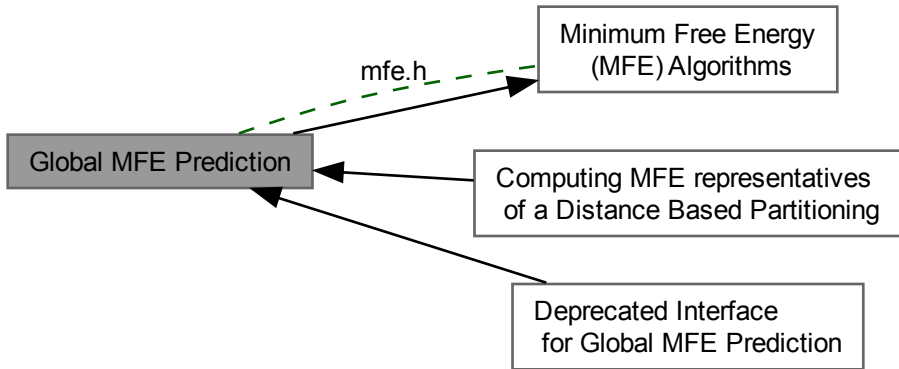 Minimum Free Energy
(MFE) Algorithms
mfe.h
Global MFE Prediction
Computing MFE representatives
of a Distance Based Partitioning
Deprecated Interface
for Global MFE Prediction